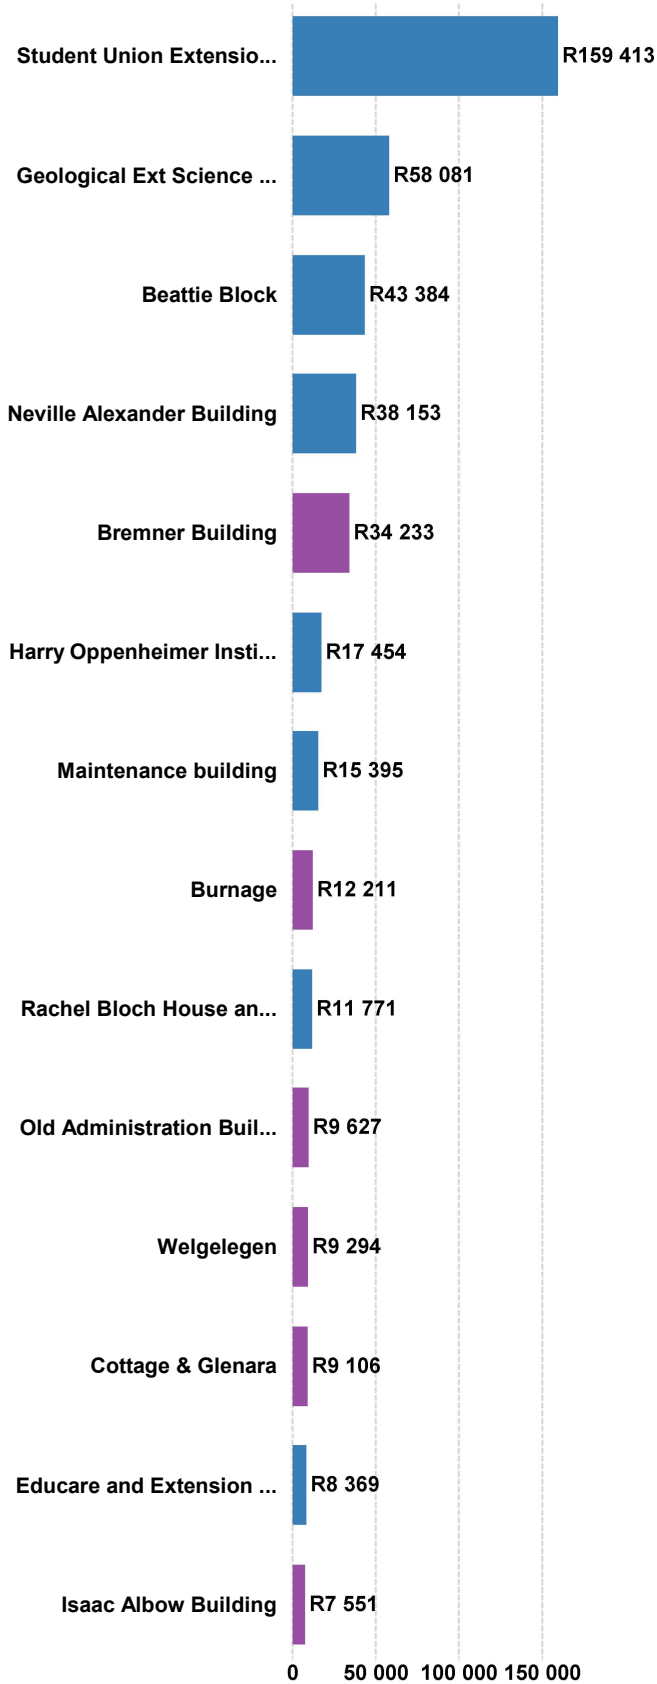 Student Union Extensio... R159 413
Geological Ext Science ... R58 081
Beattie Block R43 384
Neville Alexander Building R38 153
Bremner Building R34 233
Harry Oppenheimer Insti... R17 454
Maintenance building R15 395
Burnage R12 211
Rachel Bloch House an... R11 771
Old Administration Buil... R9 627
Welgelegen R9 294
Cottage & Glenara R9 106
Educare and Extension ... R8 369
Isaac Albow Building R7 551
0 50 000 100 000 150 000